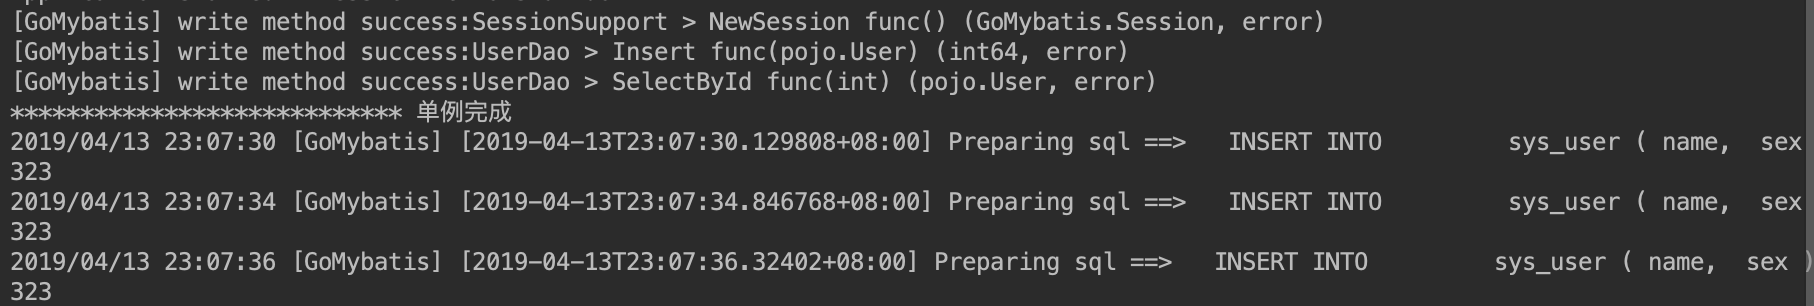 [GoMybatis] write method success:SessionSupport > NewSession func() (GoMybatis.Session, error)
[GoMybatis] write method success:UserDao > Insert func(pojo.User) (int64, error)
[GoMybatis] write method success:UserDao > SelectById func(int) (pojo.User, error)
**************************** 单例完成
2019/04/13 23:07:30 [GoMybatis] [2019-04-13T23:07:30.129808+08:00] Preparing sql ==>   INSERT INTO         sys_user ( name,  sex
323
2019/04/13 23:07:34 [GoMybatis] [2019-04-13T23:07:34.846768+08:00] Preparing sql ==>   INSERT INTO         sys_user ( name,  sex
323
2019/04/13 23:07:36 [GoMybatis] [2019-04-13T23:07:36.32402+08:00] Preparing sql ==>   INSERT INTO         sys_user ( name,  sex )
323